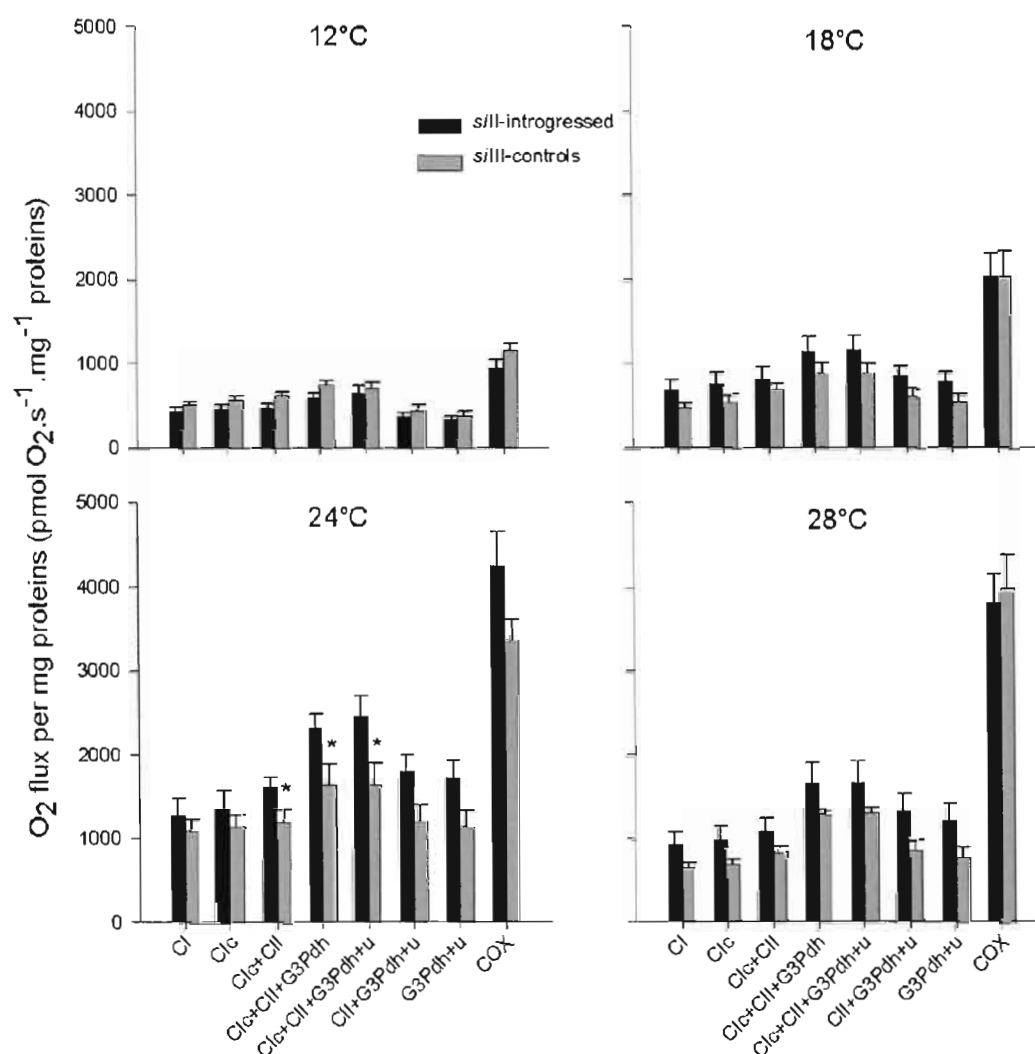 12°C
18°C
5000
4000
3000
2000
1000
0
siII-introgressed
siIII-controls
O2 flux per mg proteins (pmol O2.s-1.mg-1 proteins)
24°C
28°C
5000
4000
3000
2000
1000
0
* * *
CI
CIc
CIc+CII
CIc+CII+G3Pdh
CIc+CII+G3Pdh+u
CII+G3Pdh+u
G3Pdh+u
COX
CI
CIc
CIc+CII
CIc+CII+G3Pdh
CIc+CII+G3Pdh+u
CII+G3Pdh+u
G3Pdh+u
COX